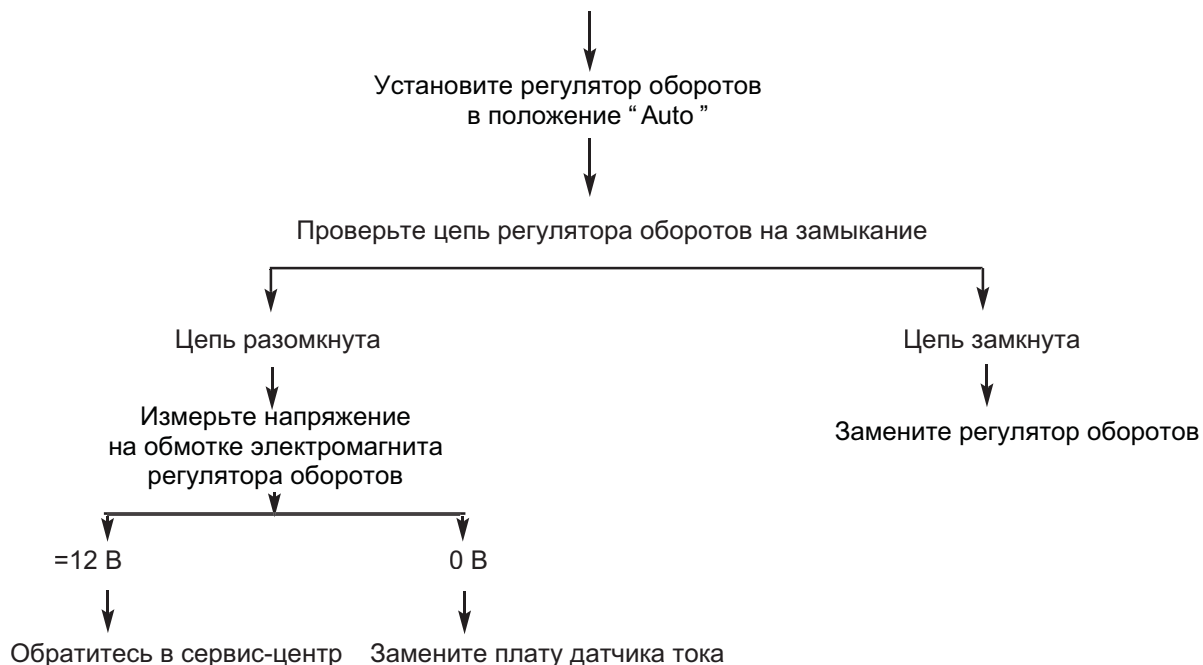 Установите регулятор оборотов
в положение “ Auto ”
Проверьте цепь регулятора оборотов на замыкание
Цепь разомкнута
Цепь замкнута
Измерьте напряжение
на обмотке электромагнита
регулятора оборотов
Замените регулятор оборотов
=12 В
0 В
Обратитесь в сервис-центр
Замените плату датчика тока